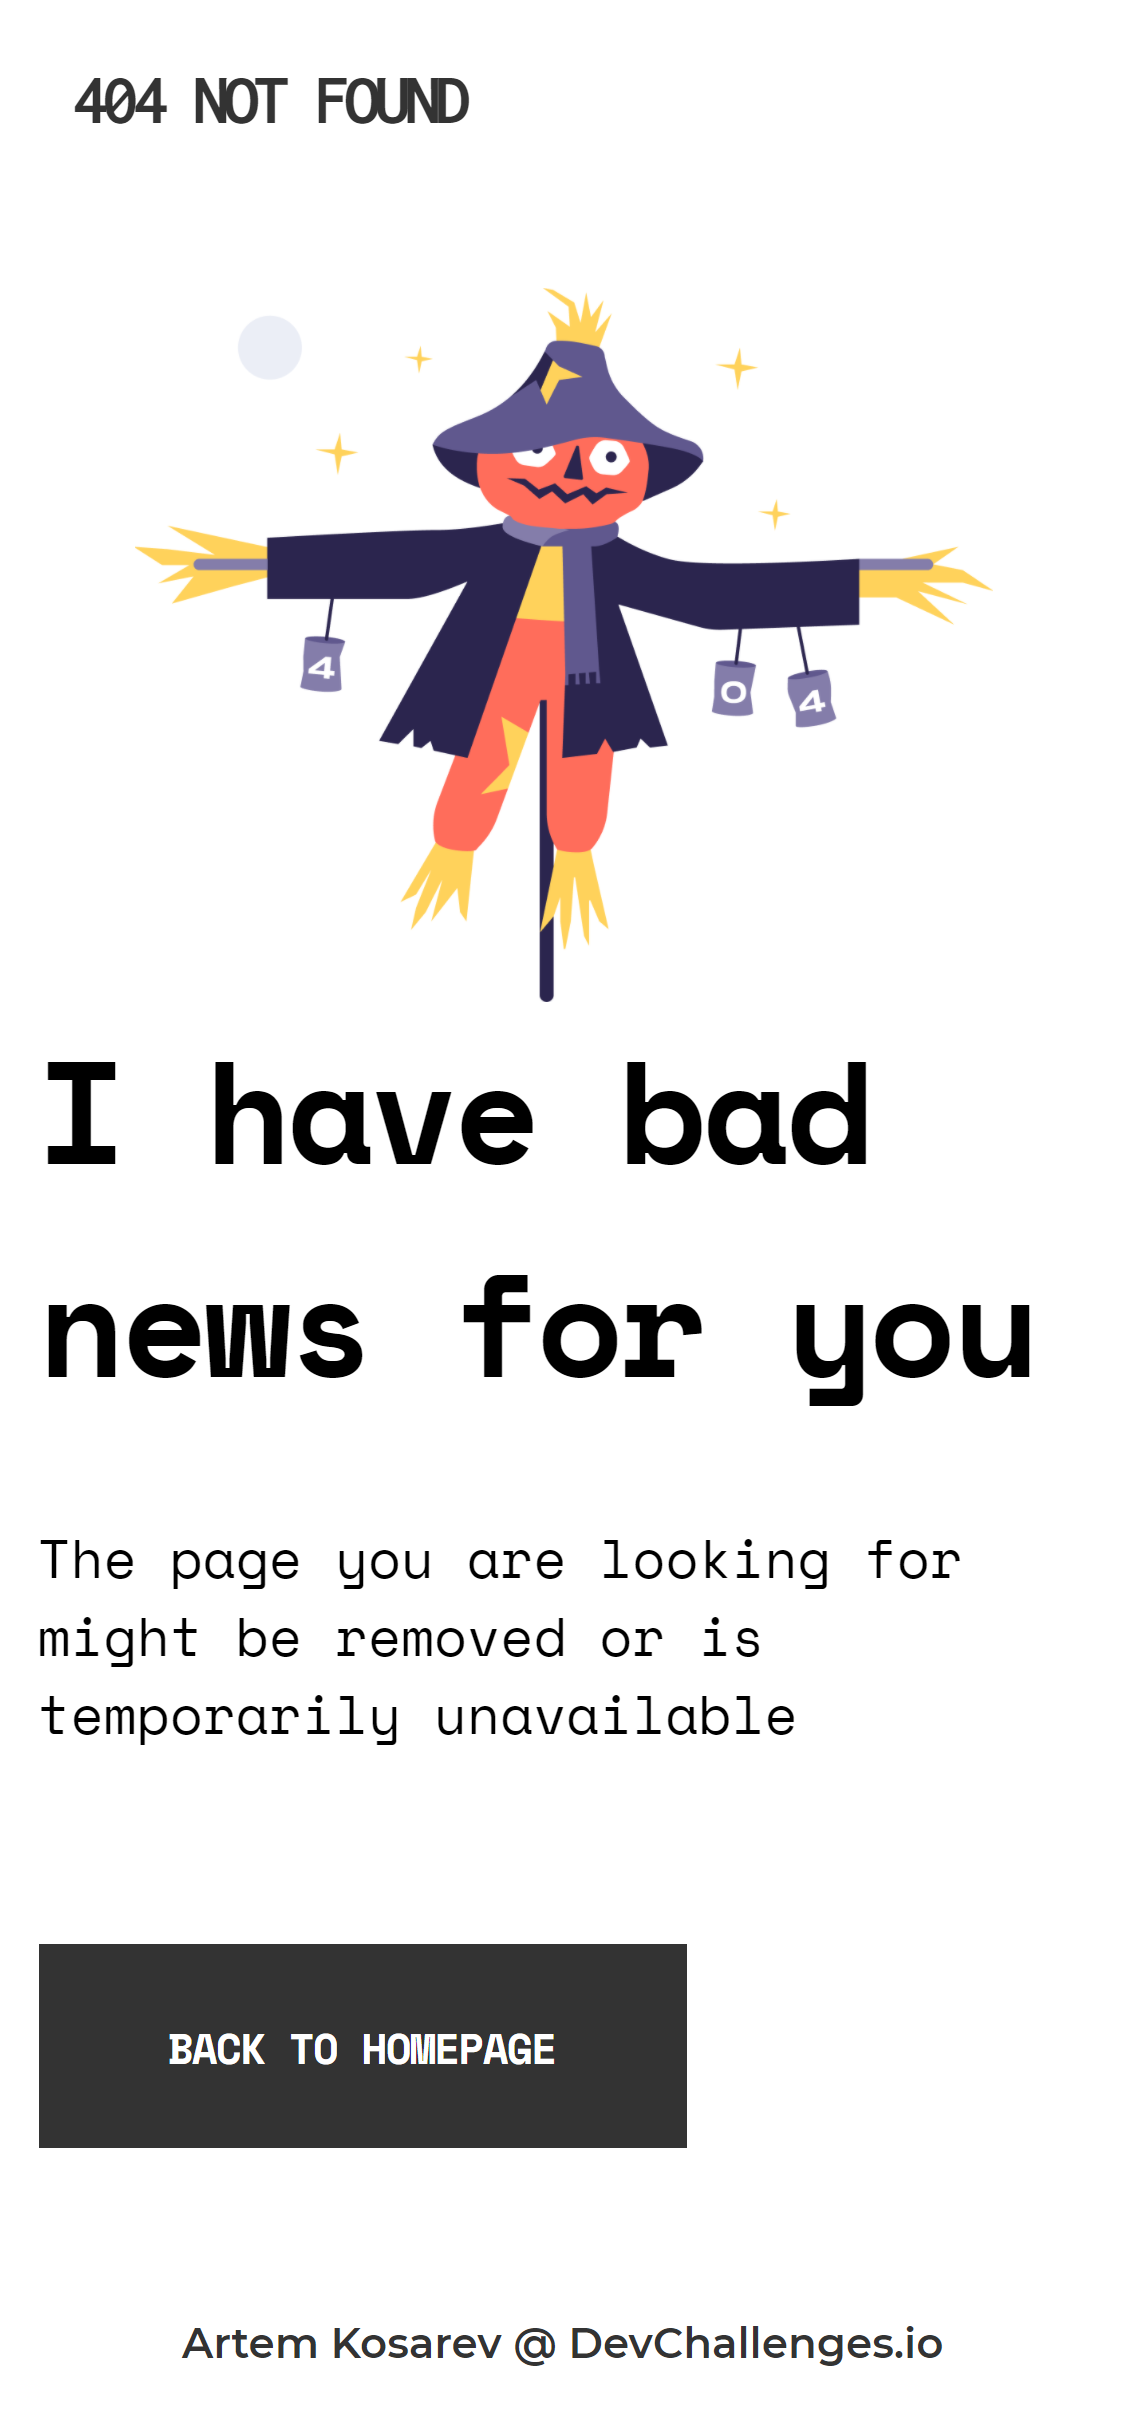 404 NOT FOUND
4
0
4
I have bad
news for you
The page you are looking for
might be removed or is
temporarily unavailable
BACK TO HOMEPAGE
Artem Kosarev @ DevChallenges.io